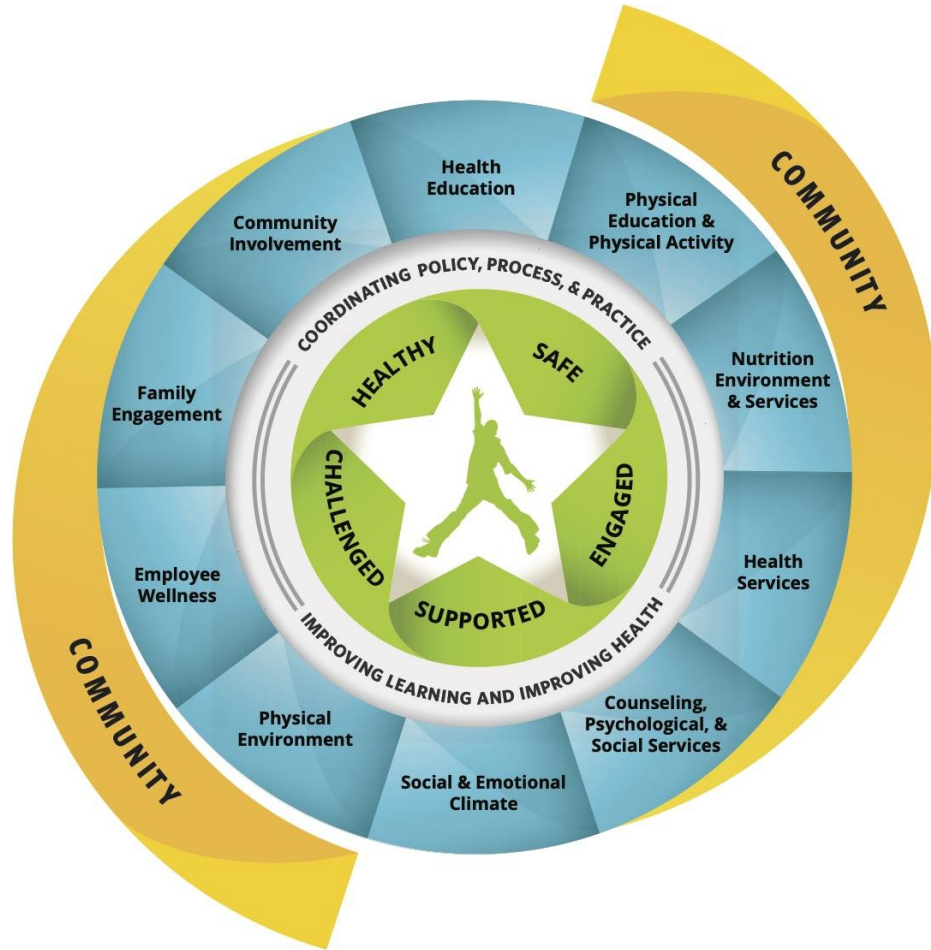 COMMUNITY
Health
Education
Physical
Education &
Physical Activity
Nutrition
Environment
& Services
Health
Services
Counseling,
Psychological, &
Social Services
Social & Emotional
Climate
Physical
Environment
Employee
Wellness
Family
Engagement
Community
Involvement
COORDINATING POLICY, PROCESS, & PRACTICE
IMPROVING LEARNING AND IMPROVING HEALTH
HEALTHY
SAFE
ENGAGED
SUPPORTED
CHALLENGED
COMMUNITY